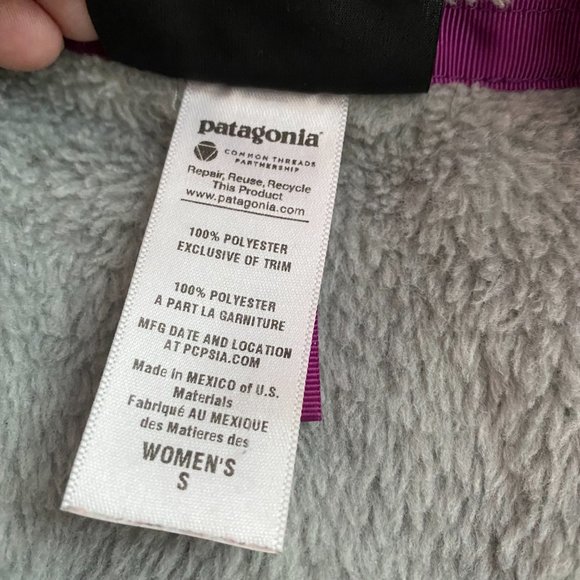 patagonia
COMMON THREADS
PARTNERSHIP
Repair, Reuse, Recycle
This Product
www.patagonia.com
100% POLYESTER
EXCLUSIVE OF TRIM
100% POLYESTER
A PART LA GARNITURE
MFG DATE AND LOCATION
AT PCPSIA.COM
Made in MEXICO of U.S.
Materials
Fabriqué AU MEXIQUE
des Matieres des
WOMEN'S
S